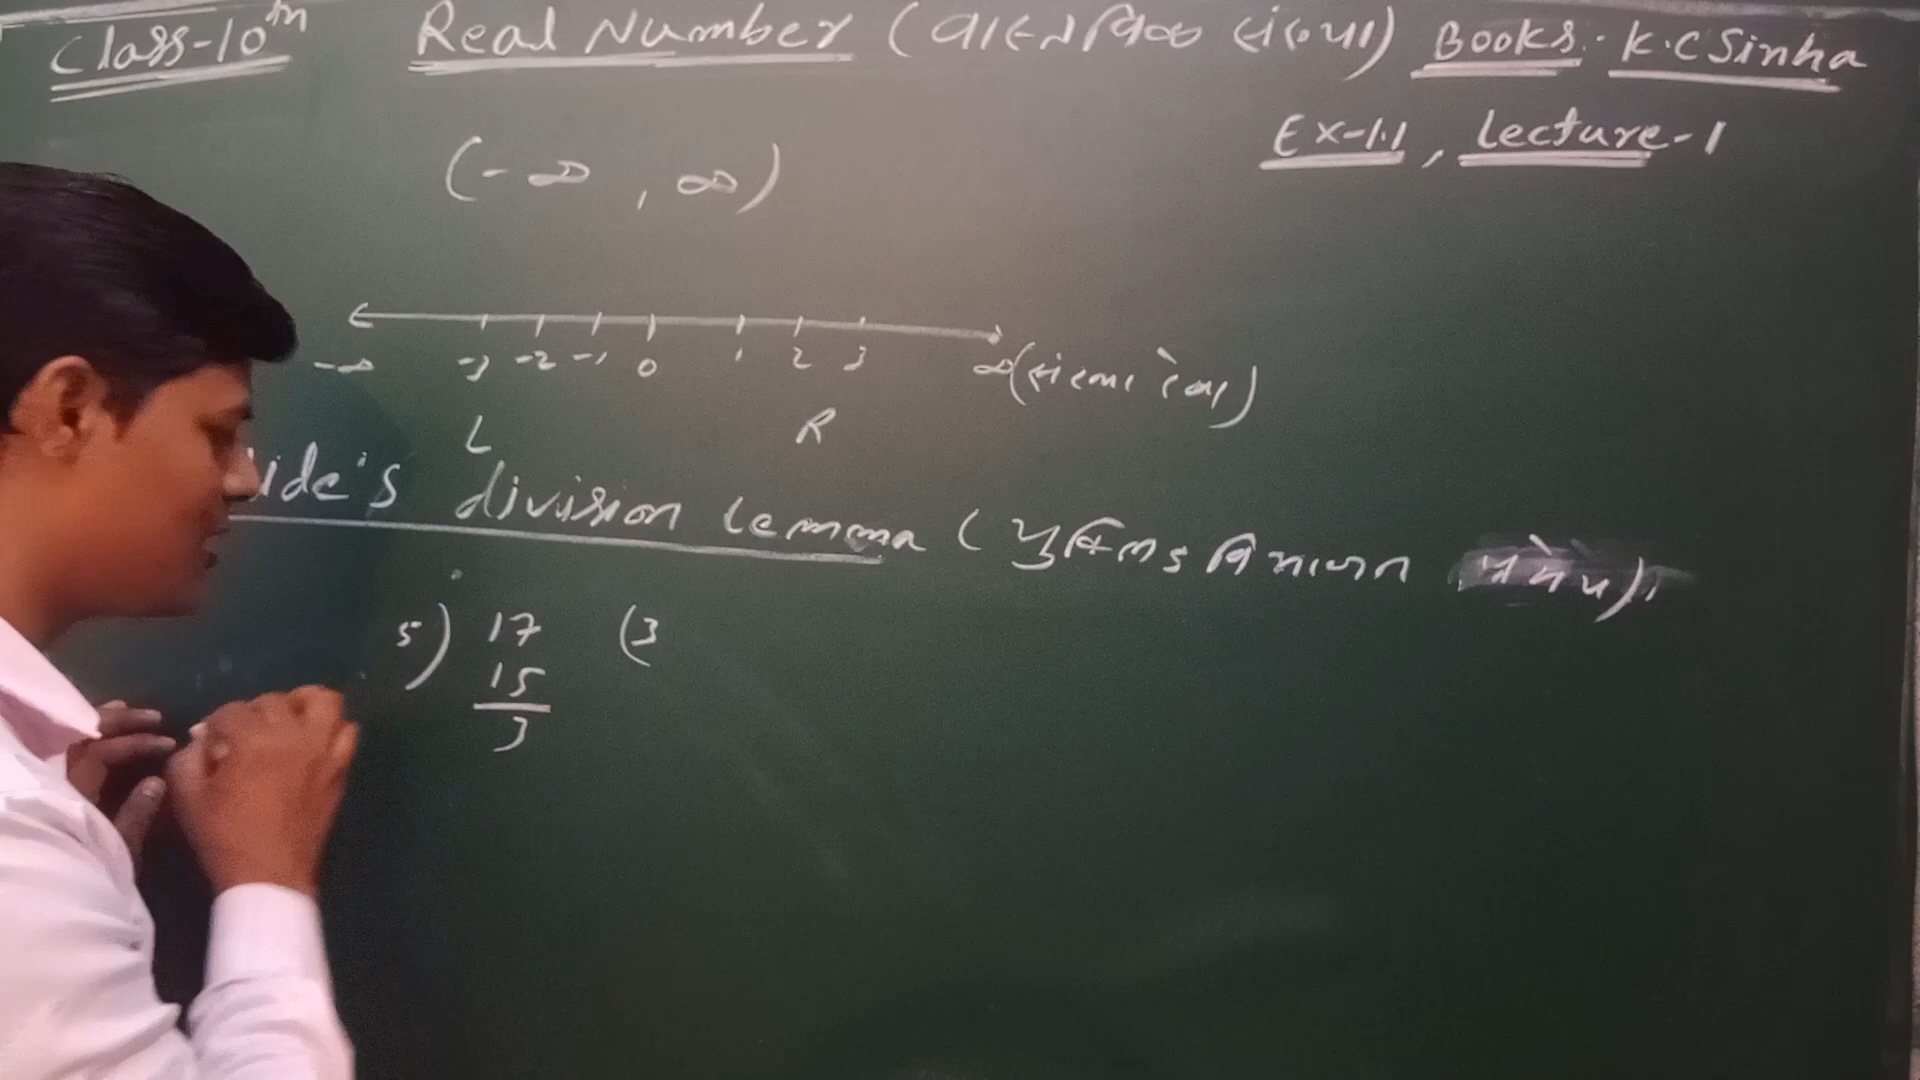 Class-10th Real Number (वास्तविक संख्या) Books: K.C Sinha
Ex-1.1, Lecture-1
(-∞, ∞)
-∞ -3 -2 -1 0 1 2 3 ∞ (संख्या रेखा)
L R
ide's division Lemma (युक्लिड विभाजन
5) 17 (3
15
3